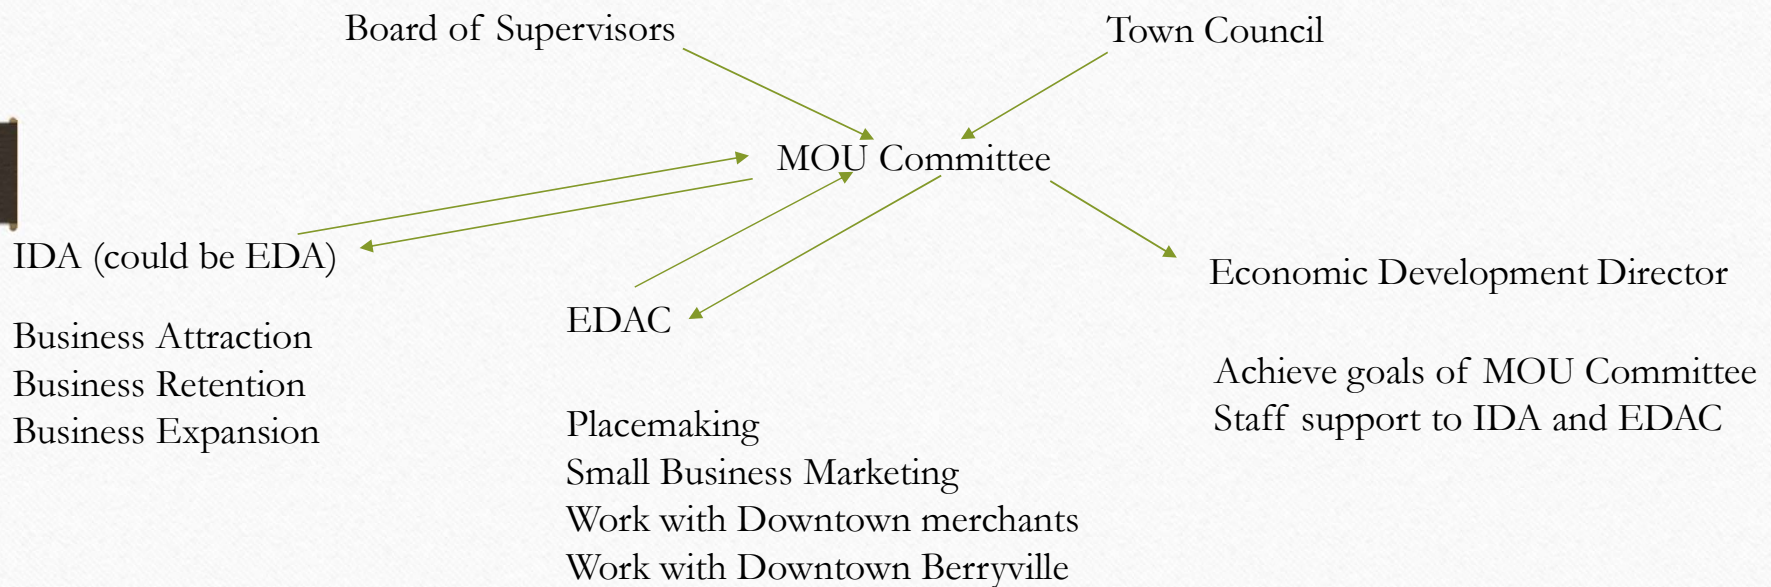 Board of Supervisors
Town Council
MOU Committee
IDA (could be EDA)
Business Attraction
Business Retention
Business Expansion
EDAC
Placemaking
Small Business Marketing
Work with Downtown merchants
Work with Downtown Berryville
Economic Development Director
Achieve goals of MOU Committee
Staff support to IDA and EDAC